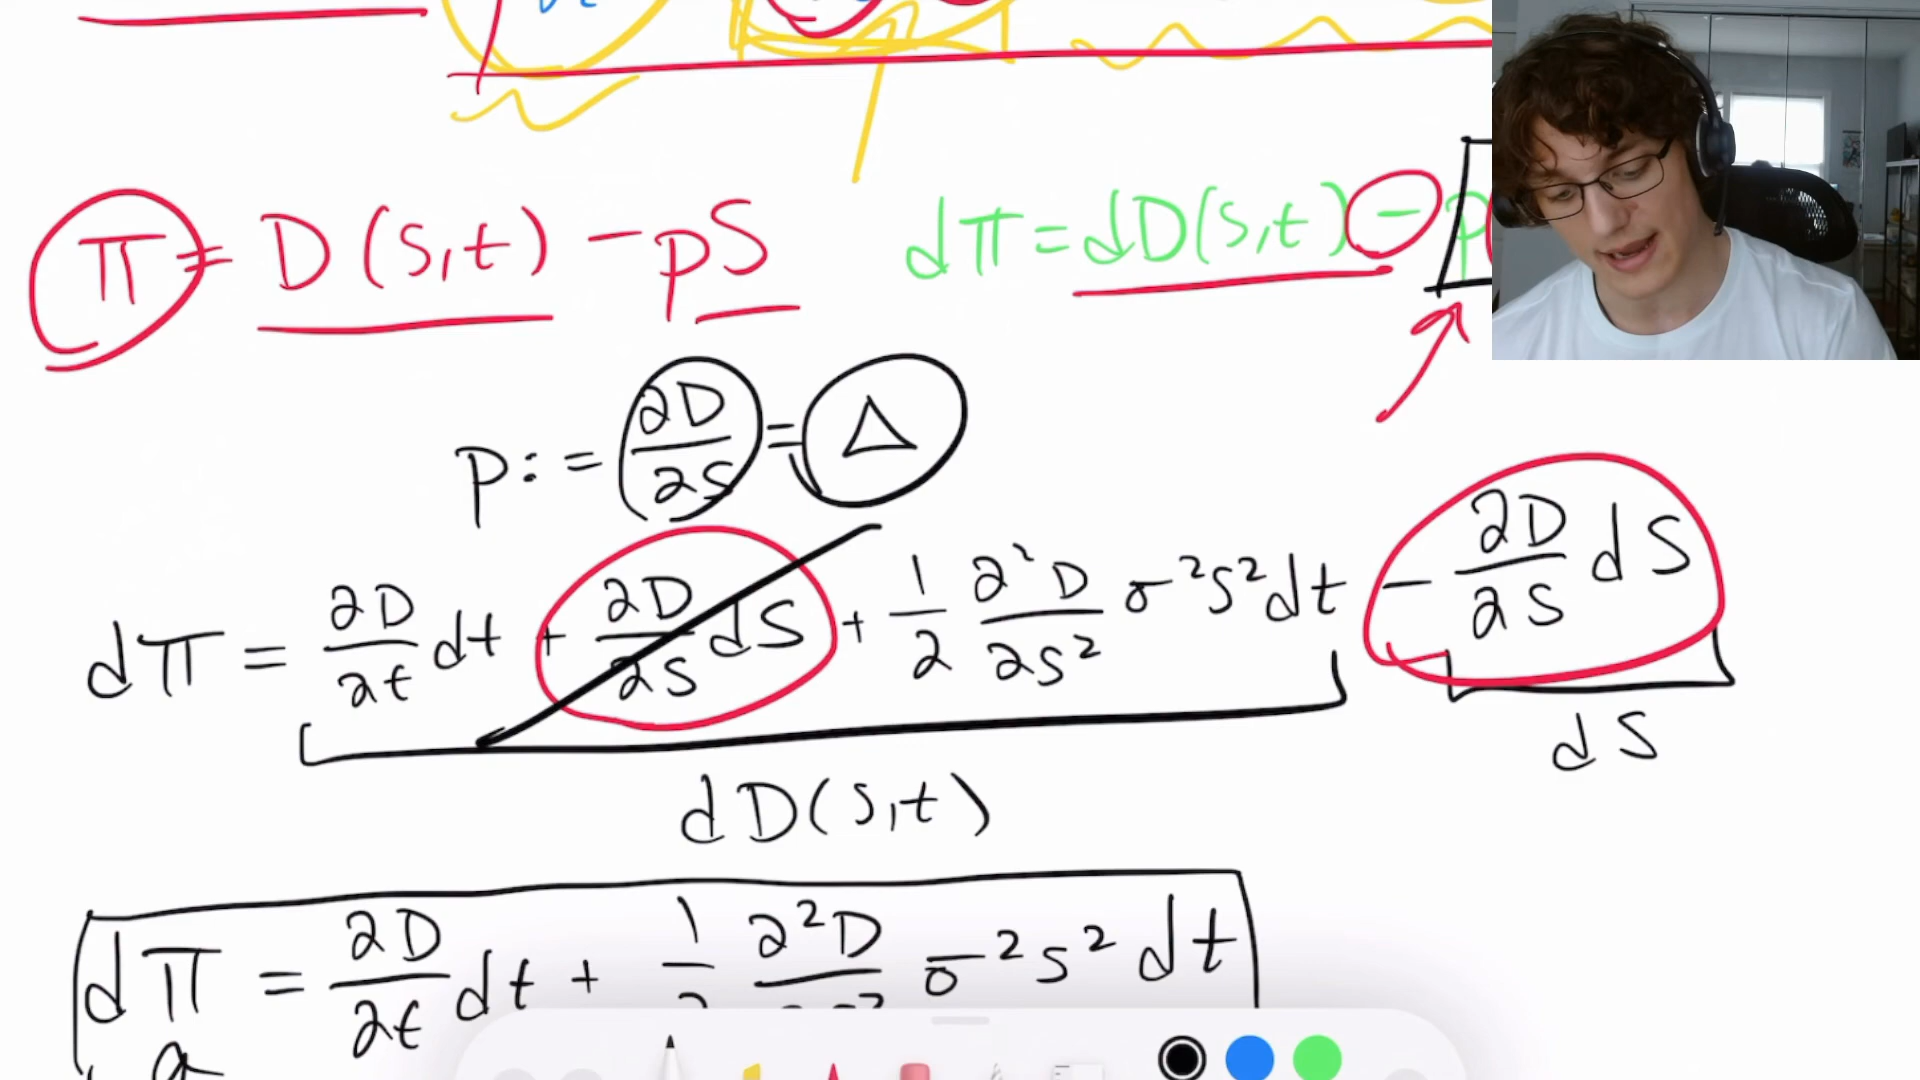 π = D(S,t) - pS
dπ = dD(S,t) - p
p := ∂D/∂S = Δ
dπ = ∂D/∂t dt + ∂D/∂S dS + 1/2 ∂²D/∂S² σ²S²dt - ∂D/∂S dS
dS
dD(S,t)
dπ = ∂D/∂t dt + 1/2 ∂²D/∂S² σ²S² dt